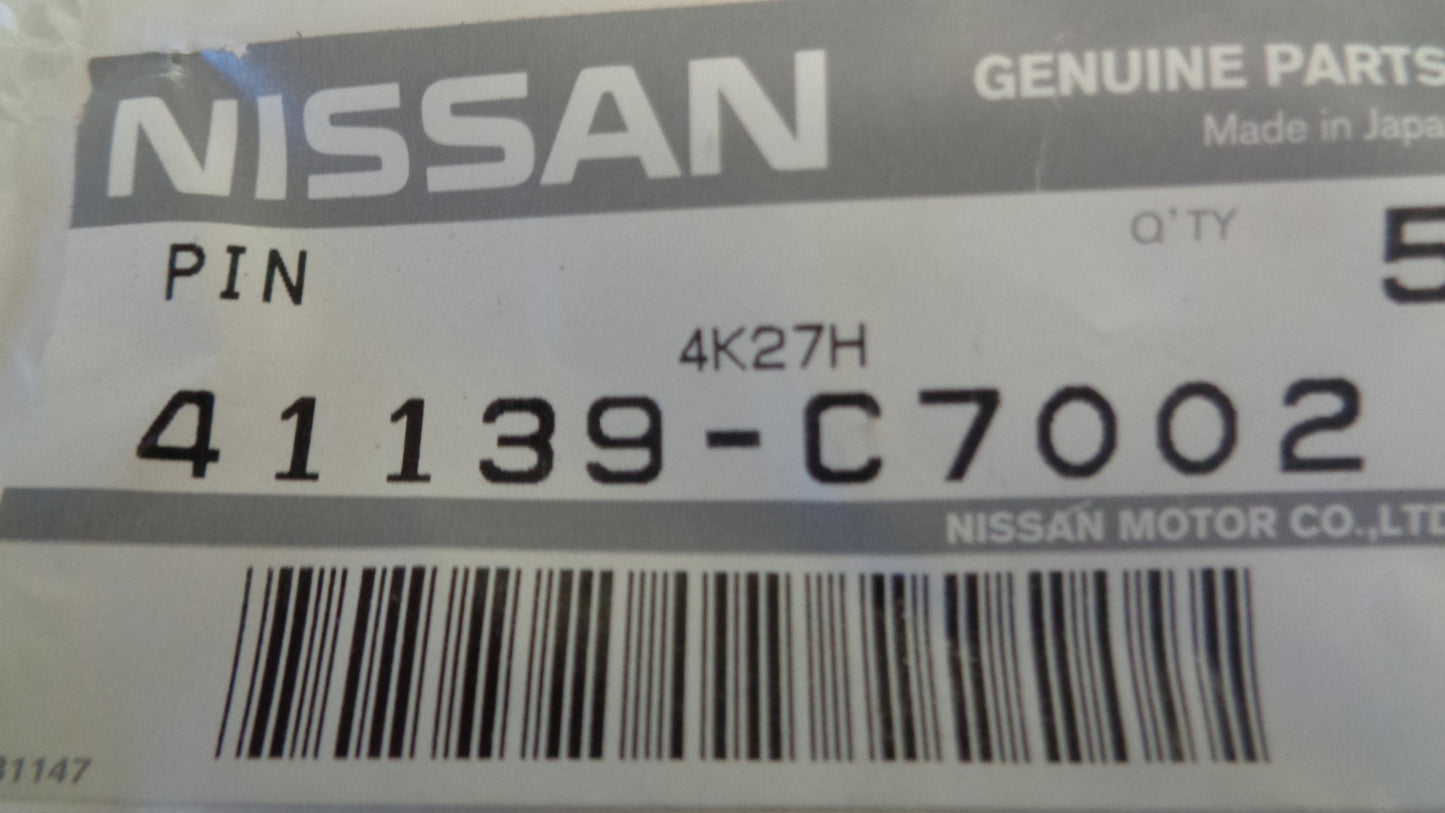 NISSAN
GENUINE PARTS
Made in Japa
PIN
Q'TY 5
4K27H
41139-C7002
NISSAN MOTOR CO.,LTD
31147